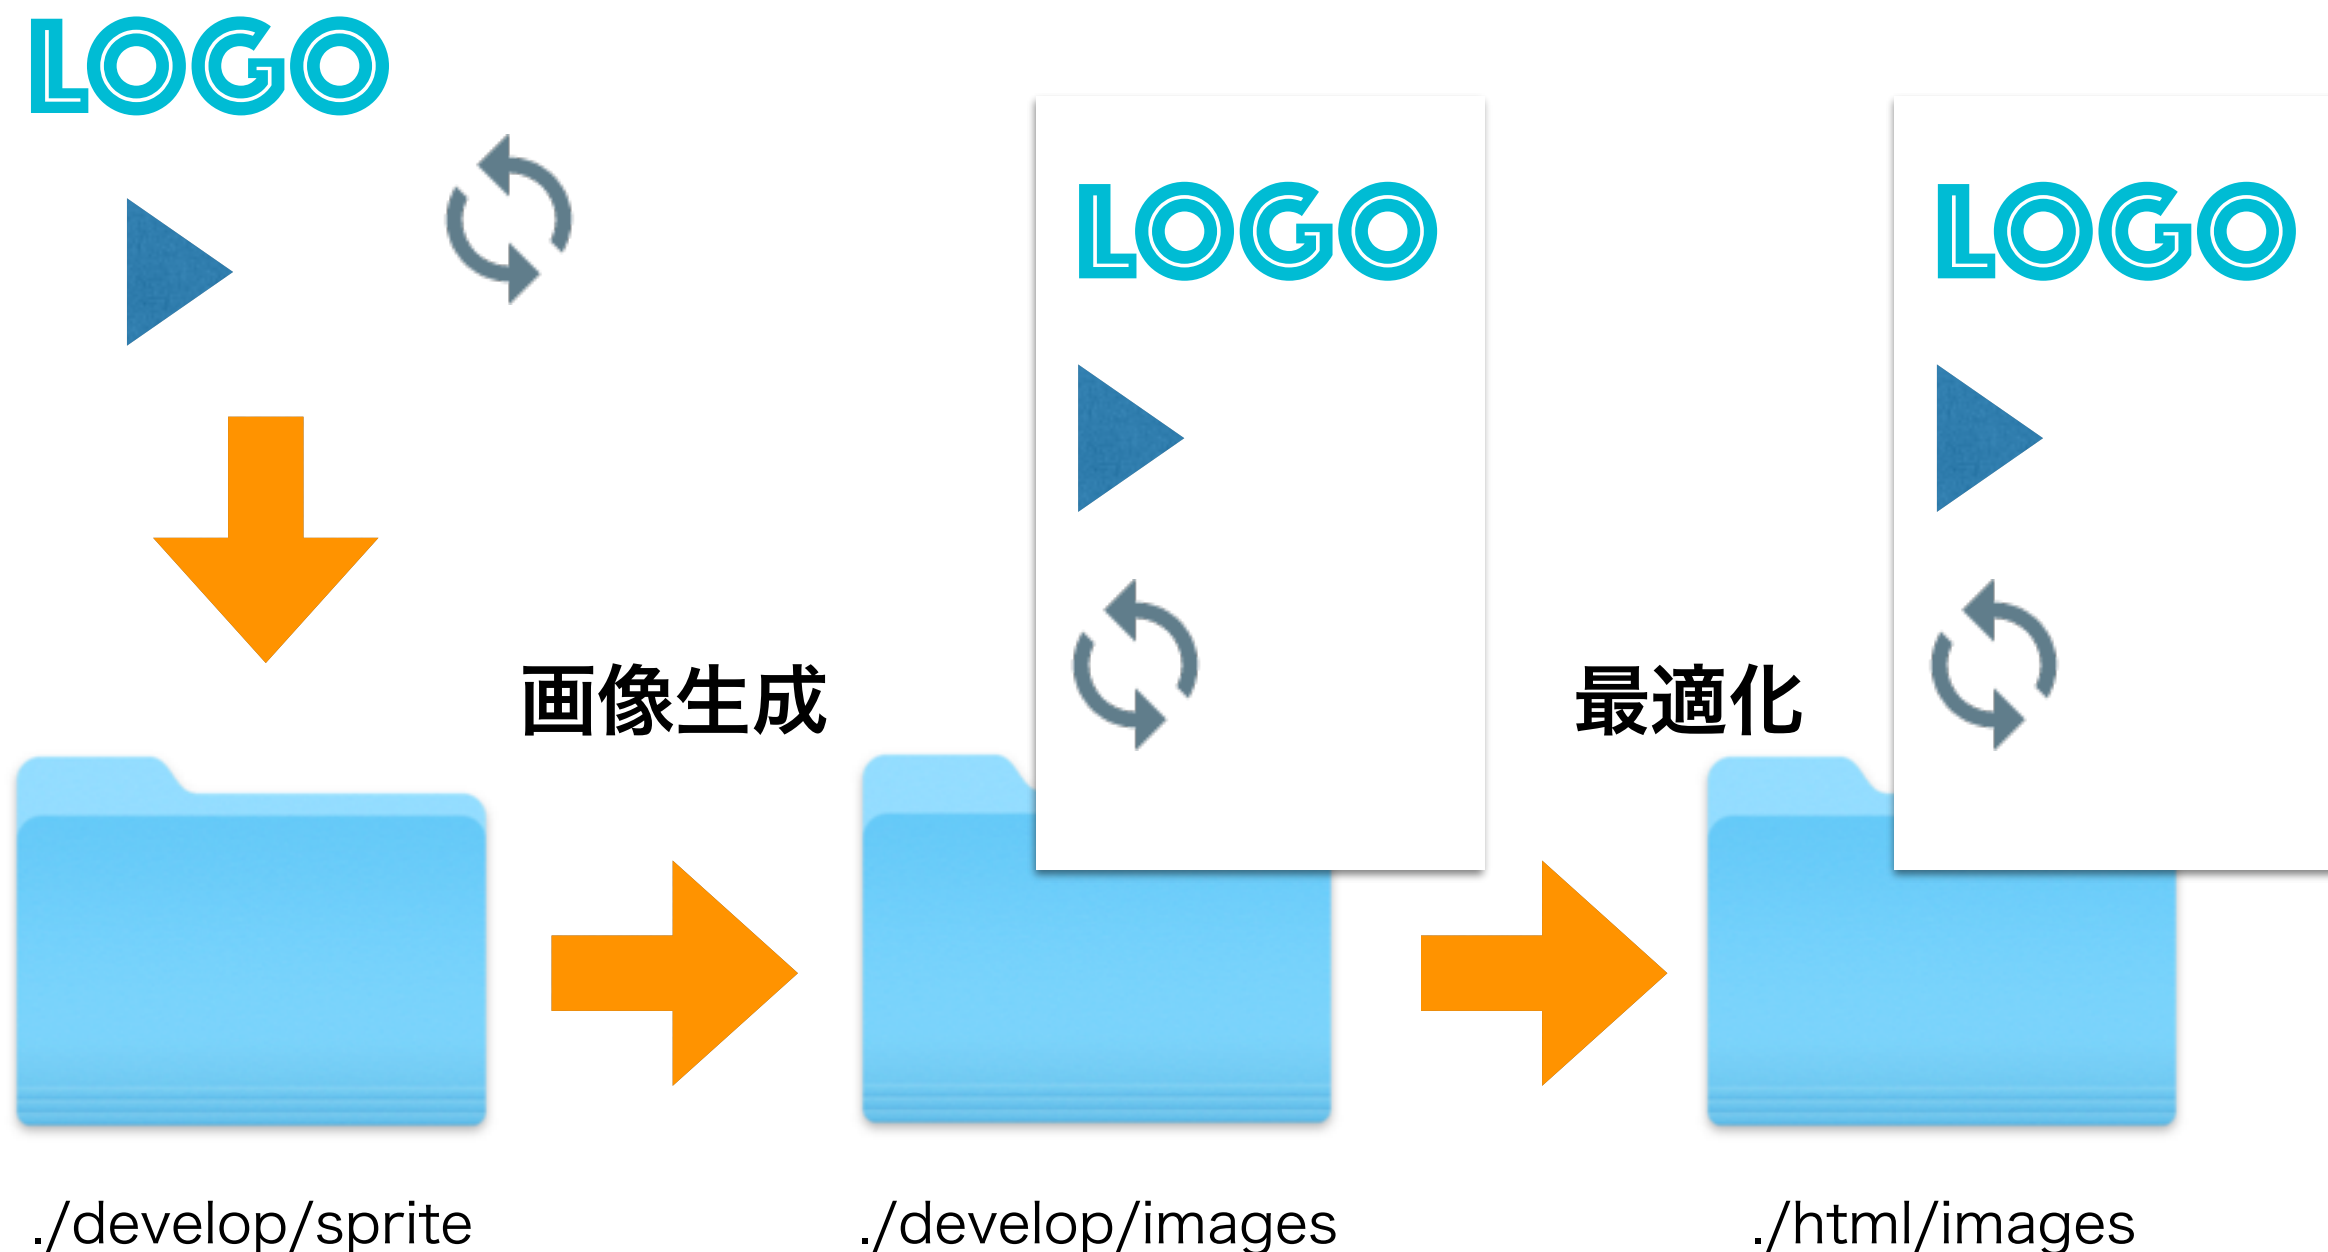 LOGO
LOGO
LOGO
画像生成
最適化
./develop/sprite
./develop/images
./html/images